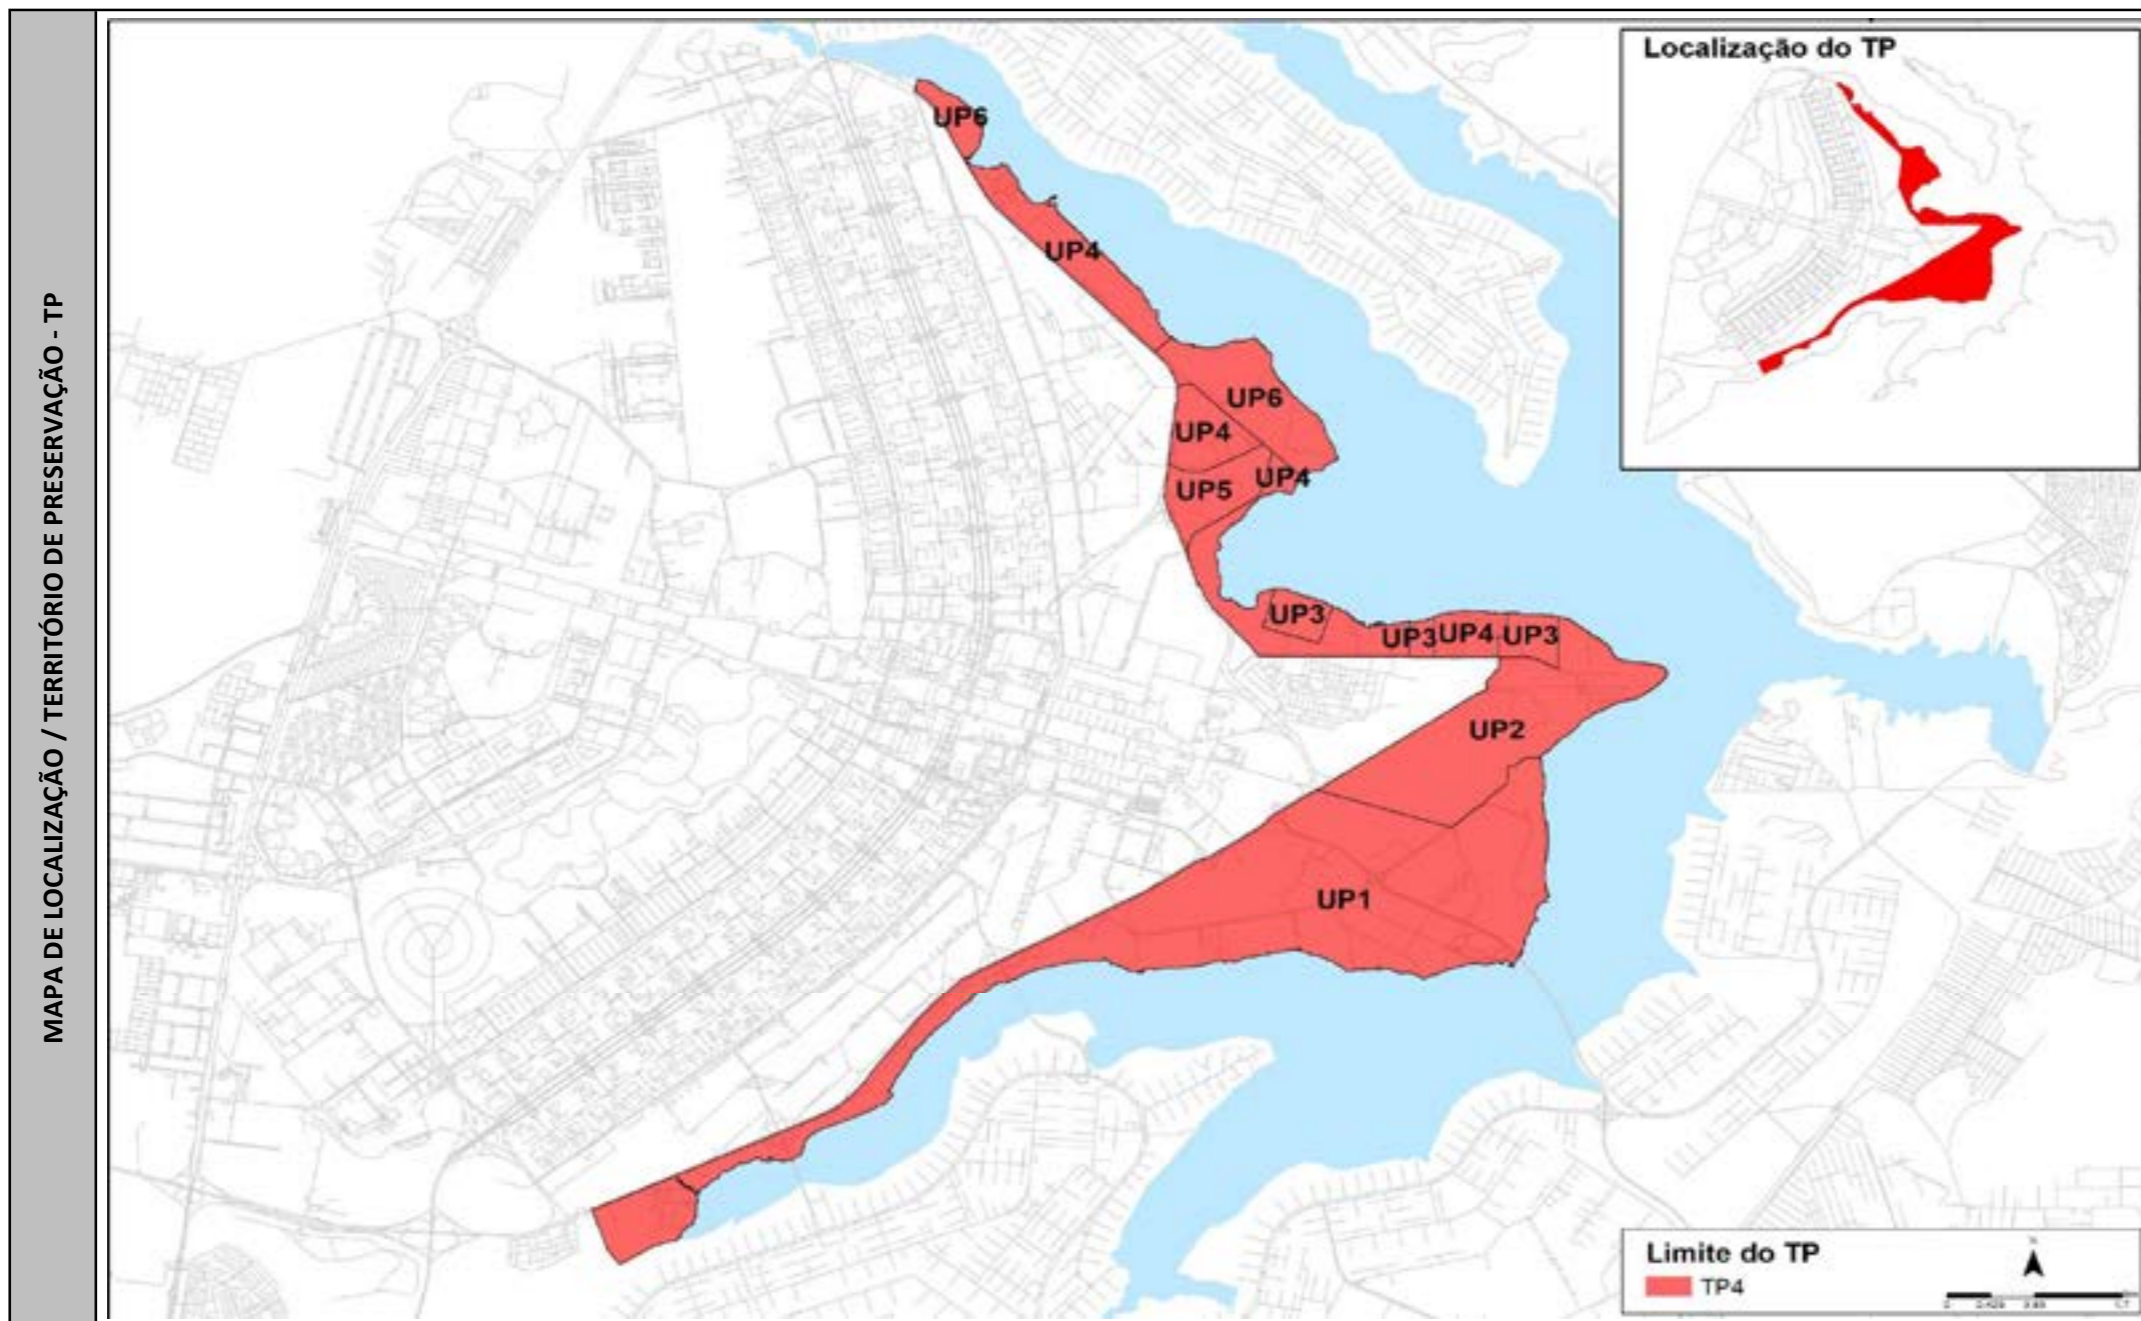 MAPA DE LOCALIZAÇÃO / TERRITÓRIO DE PRESERVAÇÃO - TP
Localização do TP
UP6
UP4
UP6
UP4
UP4
UP5
UP3
UP3
UP4
UP3
UP2
UP1
Limite do TP
TP4